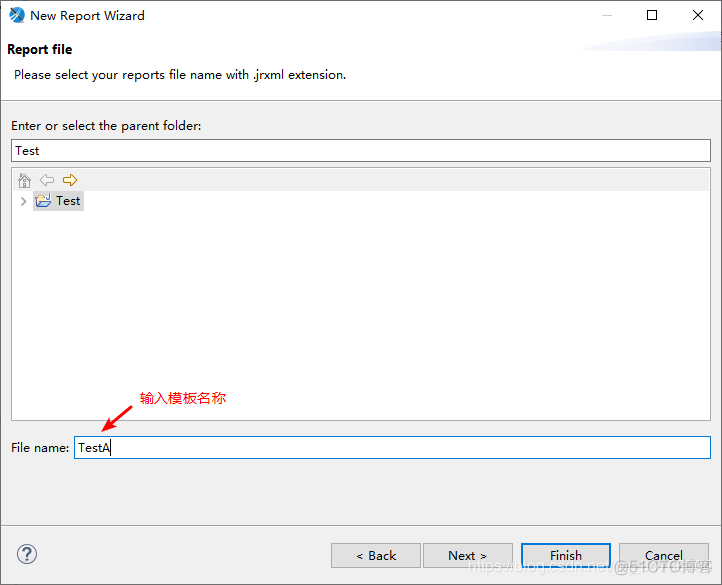 New Report Wizard
Report file
Please select your reports file name with .jrxml extension.
Enter or select the parent folder:
Test
Test
输入模板名称
File name: TestA
< Back Next > Finish Cancel
https://blog.csdn.net/
@51CTO博客